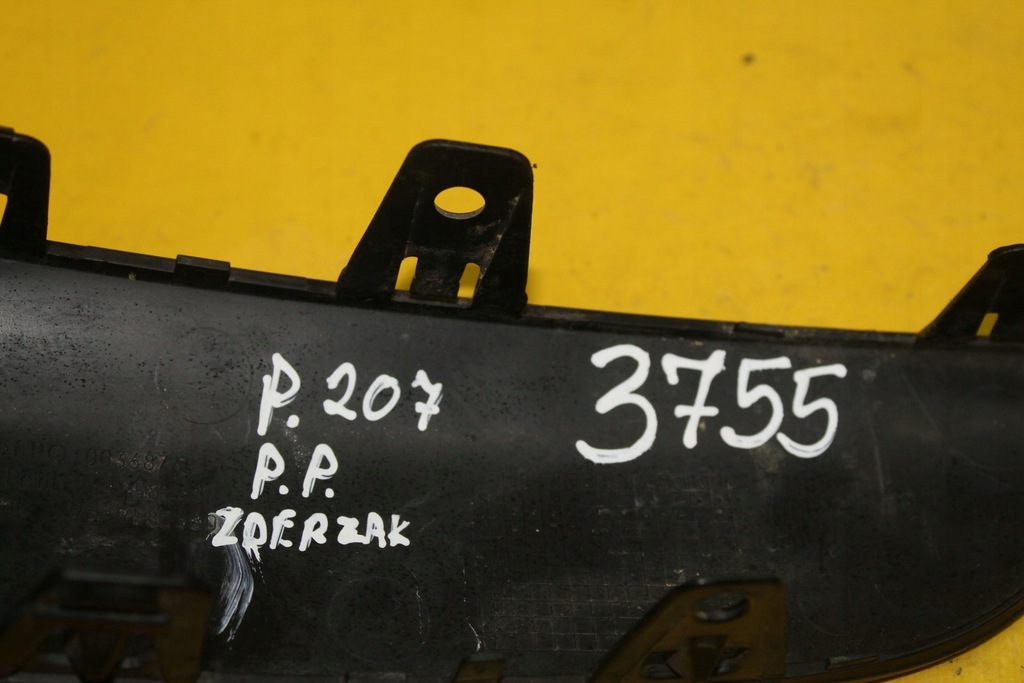 P. 207
3755
P.P.
ZDERZAK